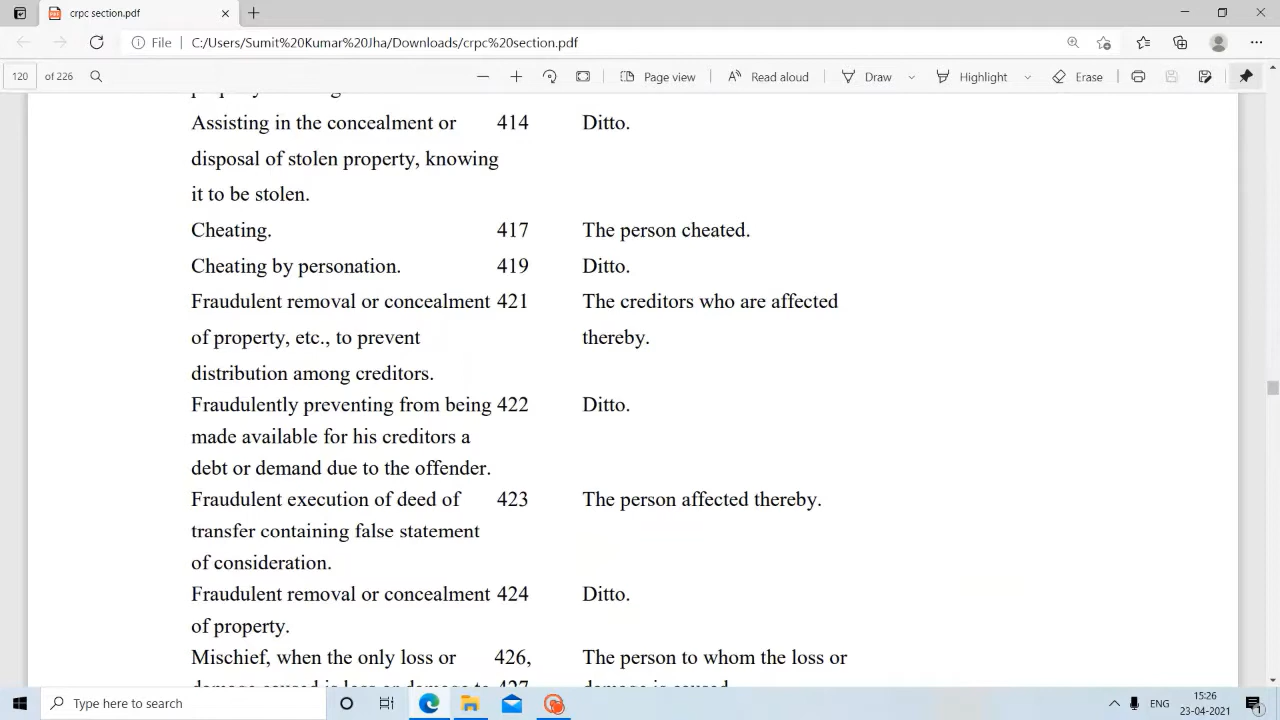 crpc section.pdf
File C:/Users/Sumit%20Kumar%20Jha/Downloads/crpc%20section.pdf
120 of 226 Page view Read aloud Draw Highlight Erase
Assisting in the concealment or 414 Ditto.
disposal of stolen property, knowing
it to be stolen.
Cheating. 417 The person cheated.
Cheating by personation. 419 Ditto.
Fraudulent removal or concealment 421 The creditors who are affected
of property, etc., to prevent thereby.
distribution among creditors.
Fraudulently preventing from being 422 Ditto.
made available for his creditors a
debt or demand due to the offender.
Fraudulent execution of deed of 423 The person affected thereby.
transfer containing false statement
of consideration.
Fraudulent removal or concealment 424 Ditto.
of property.
Mischief, when the only loss or 426, The person to whom the loss or
Type here to search ENG 15:26
23-04-2021